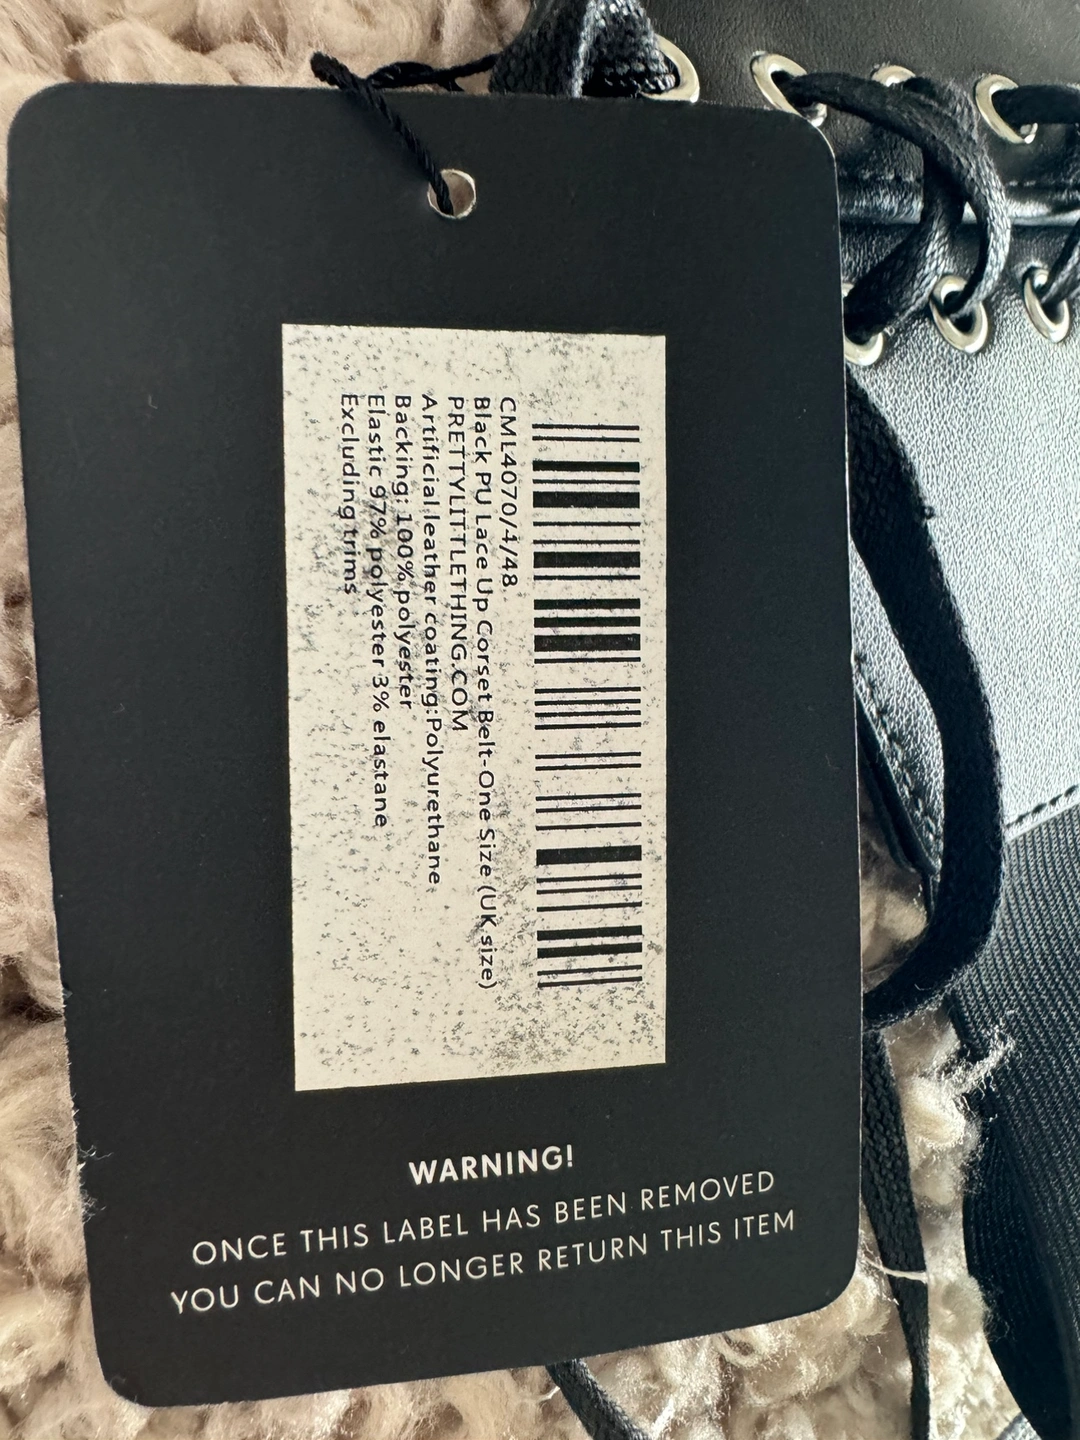 CML4070/4/48
Black PU Lace Up Corset Belt-One Size (UK size)
PRETTYLITTLETHING.COM
Artificial leather coating:Polyurethane
Backing: 100% polyester
Elastic 97% polyester 3% elastane
Excluding trims
WARNING!
ONCE THIS LABEL HAS BEEN REMOVED
YOU CAN NO LONGER RETURN THIS ITEM